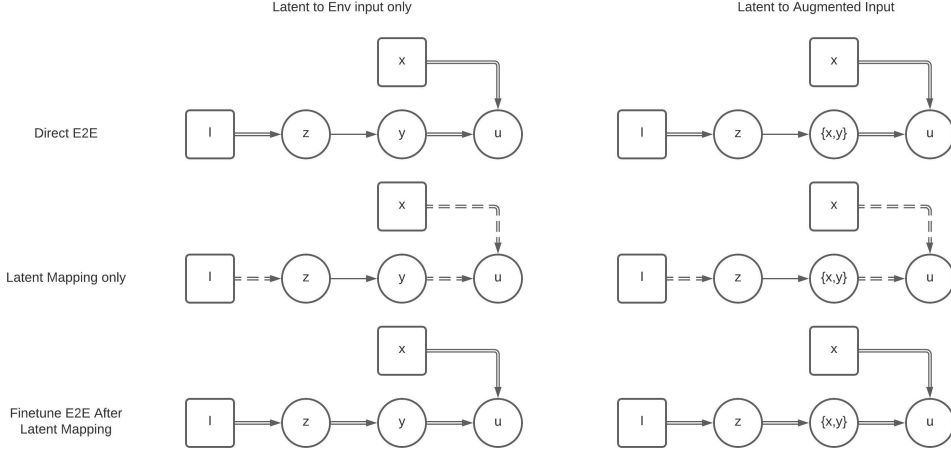 Latent to Env input only
Latent to Augmented Input
x
x
Direct E2E
I
z
y
u
I
z
{x,y}
u
x
x
Latent Mapping only
I
z
y
u
I
z
{x,y}
u
x
x
Finetune E2E After
Latent Mapping
I
z
y
u
I
z
{x,y}
u